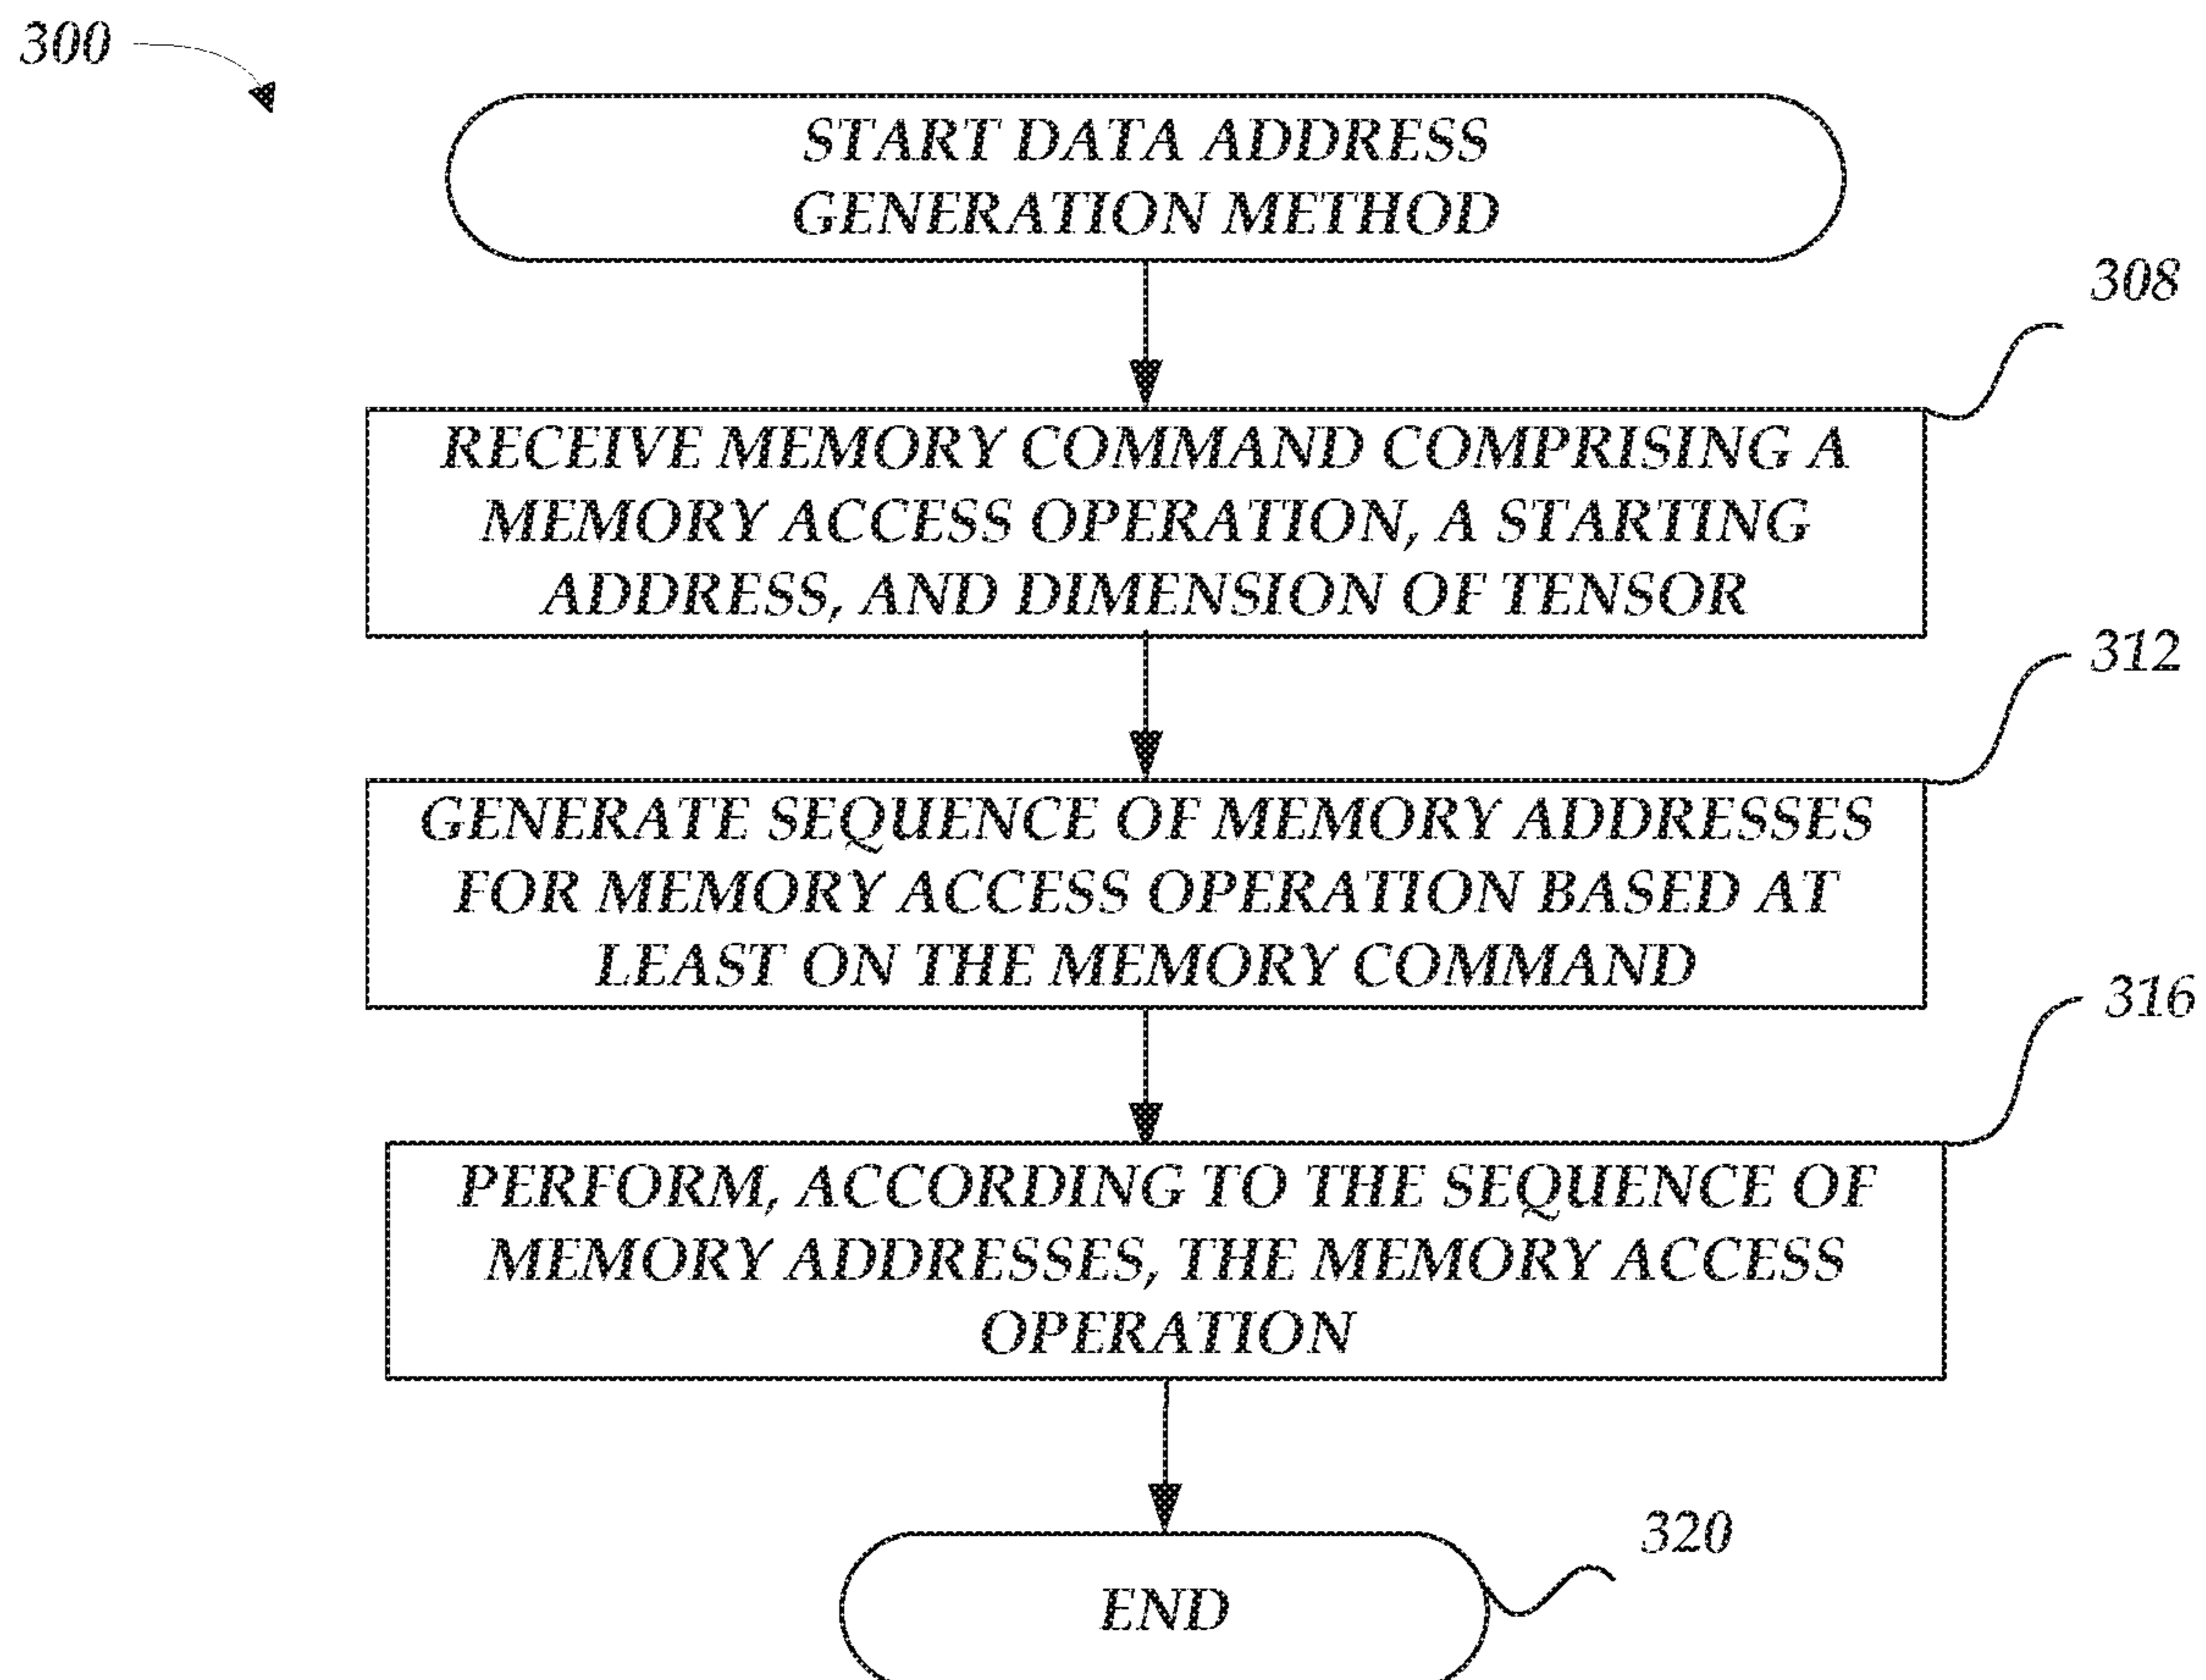 300
START DATA ADDRESS
GENERATION METHOD
308
RECEIVE MEMORY COMMAND COMPRISING A
MEMORY ACCESS OPERATION, A STARTING
ADDRESS, AND DIMENSION OF TENSOR
312
GENERATE SEQUENCE OF MEMORY ADDRESSES
FOR MEMORY ACCESS OPERATION BASED AT
LEAST ON THE MEMORY COMMAND
316
PERFORM, ACCORDING TO THE SEQUENCE OF
MEMORY ADDRESSES, THE MEMORY ACCESS
OPERATION
320
END